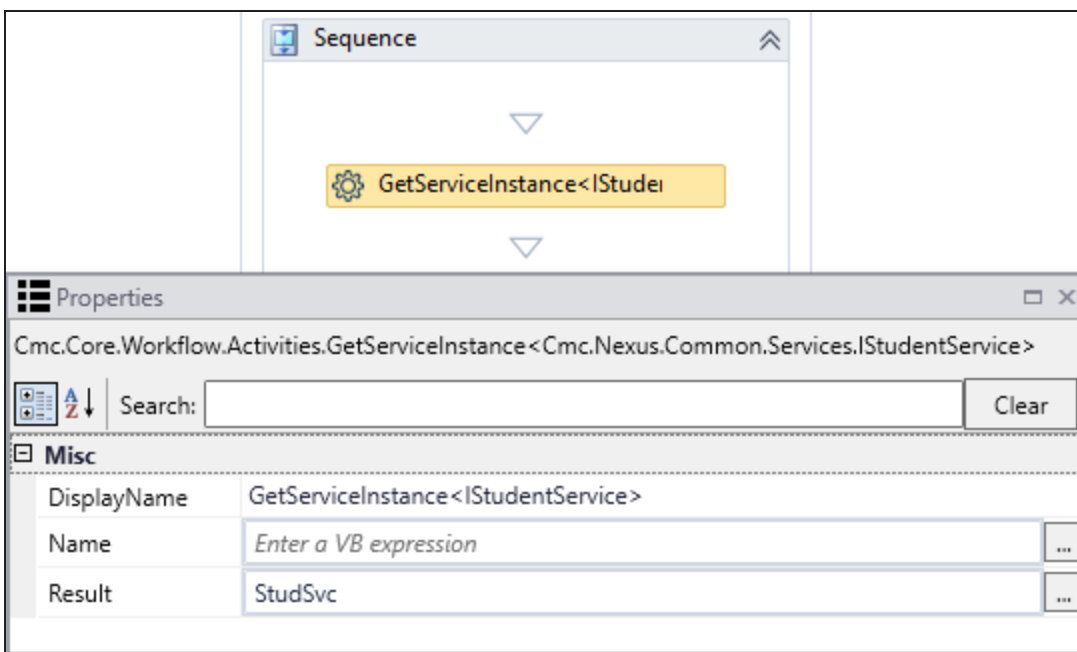 Sequence
GetServiceInstance<IStuder
Properties
Cmc.Core.Workflow.Activities.GetServiceInstance<Cmc.Nexus.Common.Services.IStudentService>
Search:
Clear
Misc
DisplayName GetServiceInstance<IStudentService>
Name Enter a VB expression ...
Result StudSvc ...